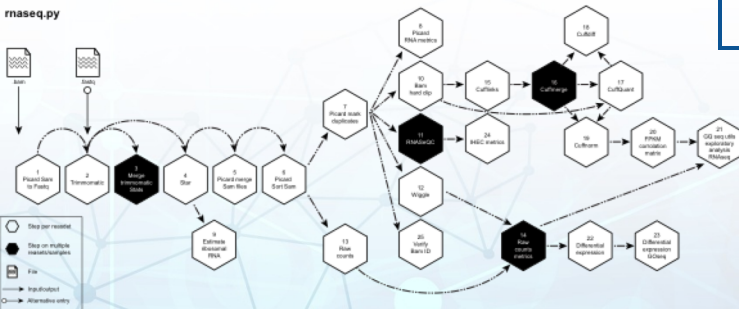 rnaseq.py
.bam
.fastq
1
Picard Sam
to Fastq
2
Trimmomatic
3
Merge
trimmomatic
Stats
4
Star
5
Picard merge
Sam files
6
Picard
Sort Sam
7
Picard mark
duplicates
8
Picard
RNA metrics
9
Estimate
ribosomal
RNA
10
Bam
hard clip
11
RNASeQC
12
Wiggle
13
Raw
counts
14
Raw
counts
metrics
15
Cufflinks
16
Cuffmerge
17
CuffQuant
18
Cuffdiff
19
Cuffnorm
20
FPKM
correlation
matrix
21
GQ seq utils
exploratory
analysis
RNAseq
22
Differential
expression
23
Differential
expression
GOseq
24
IHEC metrics
25
Verify
Bam ID
Step per readset
Step on multiple
readsets/samples
File
Input/output
Alternative entry